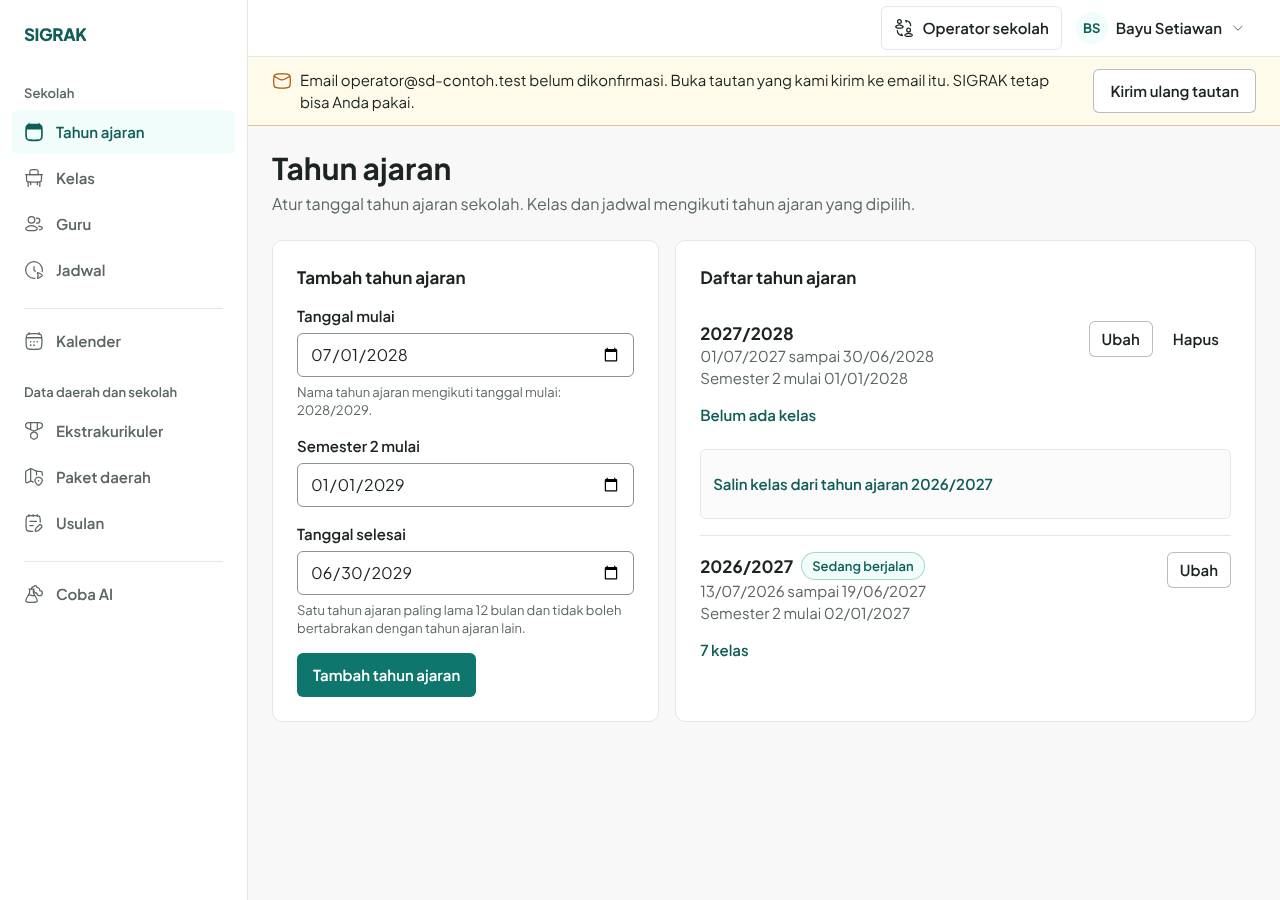 SIGRAK
Operator sekolah
BS
Bayu Setiawan
Sekolah
Tahun ajaran
Kelas
Guru
Jadwal
Kalender
Data daerah dan sekolah
Ekstrakurikuler
Paket daerah
Usulan
Coba AI
Email operator@sd-contoh.test belum dikonfirmasi. Buka tautan yang kami kirim ke email itu. SIGRAK tetap
bisa Anda pakai.
Kirim ulang tautan
Tahun ajaran
Atur tanggal tahun ajaran sekolah. Kelas dan jadwal mengikuti tahun ajaran yang dipilih.
Tambah tahun ajaran
Tanggal mulai
07/01/2028
Nama tahun ajaran mengikuti tanggal mulai:
2028/2029.
Semester 2 mulai
01/01/2029
Tanggal selesai
06/30/2029
Satu tahun ajaran paling lama 12 bulan dan tidak boleh
bertabrakan dengan tahun ajaran lain.
Tambah tahun ajaran
Daftar tahun ajaran
2027/2028
Ubah
Hapus
01/07/2027 sampai 30/06/2028
Semester 2 mulai 01/01/2028
Belum ada kelas
Salin kelas dari tahun ajaran 2026/2027
2026/2027
Sedang berjalan
Ubah
13/07/2026 sampai 19/06/2027
Semester 2 mulai 02/01/2027
7 kelas